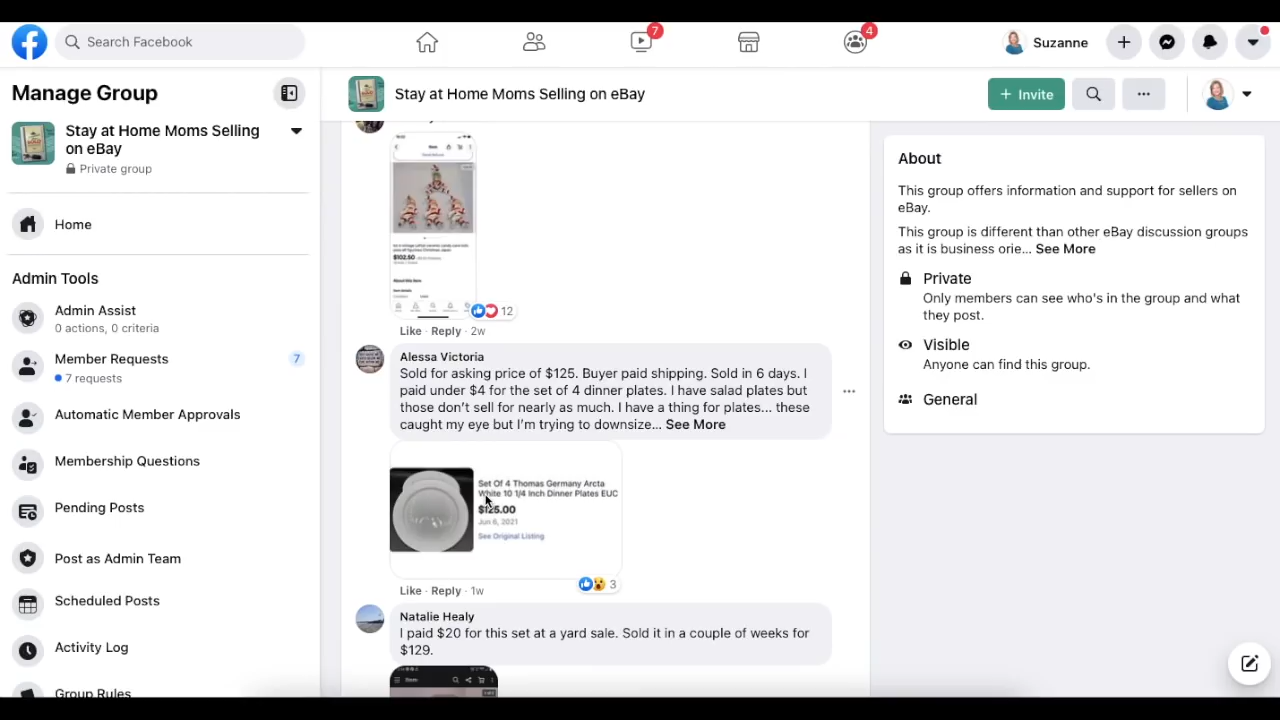 Search Facebook
7
4
Suzanne
Manage Group
Stay at Home Moms Selling
on eBay
Private group
Home
Admin Tools
Admin Assist
0 actions, 0 criteria
Member Requests
7
7 requests
Automatic Member Approvals
Membership Questions
Pending Posts
Post as Admin Team
Scheduled Posts
Activity Log
Group Rules
Stay at Home Moms Selling on eBay
+ Invite
$102.50
12
Like · Reply · 2w
Alessa Victoria
Sold for asking price of $125. Buyer paid shipping. Sold in 6 days. I
paid under $4 for the set of 4 dinner plates. I have salad plates but
those don't sell for nearly as much. I have a thing for plates... these
caught my eye but I'm trying to downsize... See More
Set Of 4 Thomas Germany Arcta
White 10 1/4 Inch Dinner Plates EUC
$125.00
Jun 6, 2021
See Original Listing
3
Like · Reply · 1w
Natalie Healy
I paid $20 for this set at a yard sale. Sold it in a couple of weeks for
$129.
About
This group offers information and support for sellers on
eBay.
This group is different than other eBay discussion groups
as it is business orie... See More
Private
Only members can see who's in the group and what
they post.
Visible
Anyone can find this group.
General